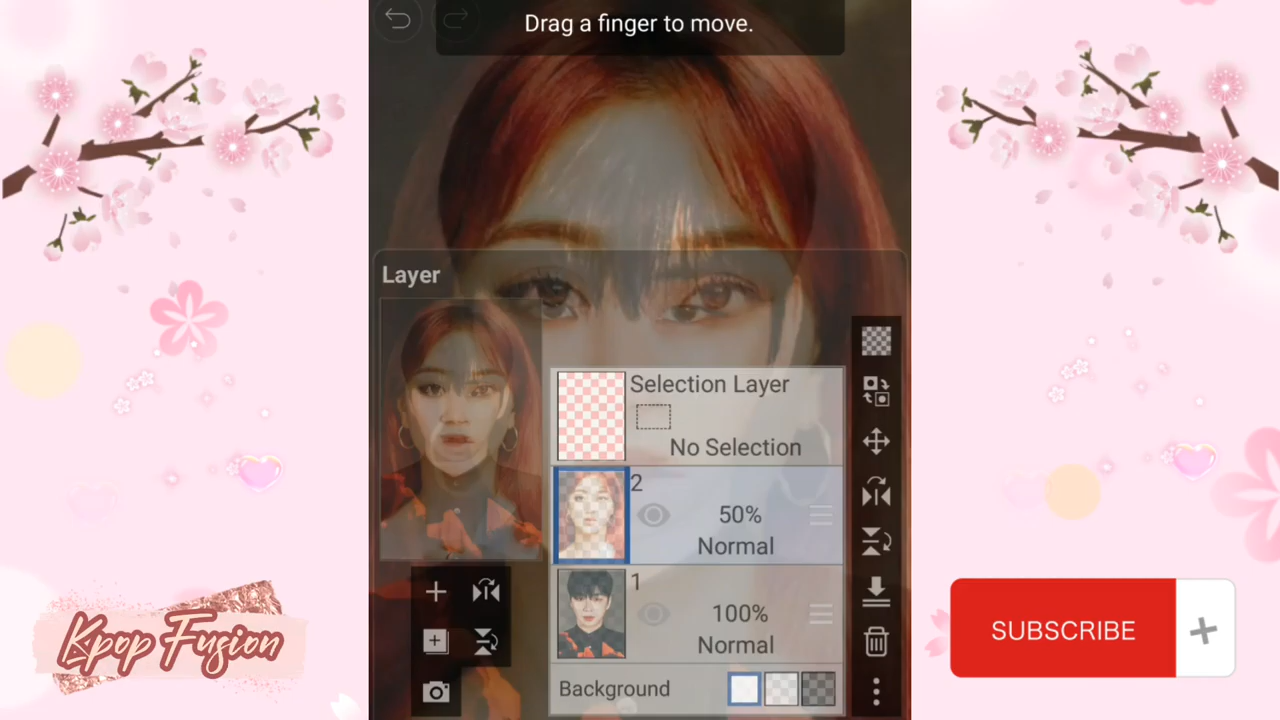 Drag a finger to move.
Layer
Selection Layer
No Selection
2
50%
Normal
1
100%
Normal
Background
Kpop Fusion
SUBSCRIBE